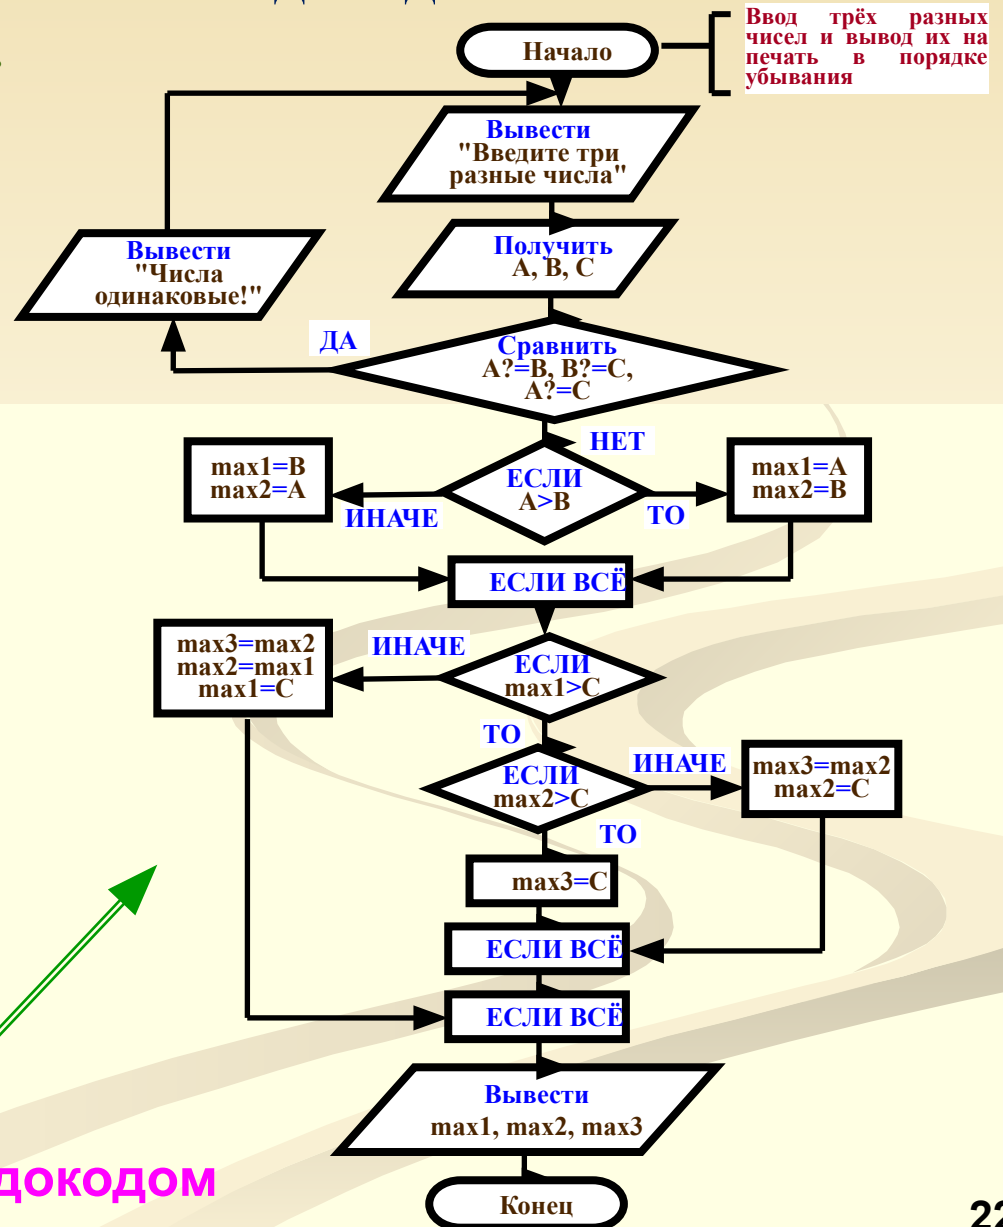 Начало
Ввод трёх разных
чисел и вывод их на
печать в порядке
убывания
Вывести
"Введите три
разные числа"
Получить
A, B, C
Вывести
"Числа
одинаковые!"
ДА
Сравнить
A?=B, B?=C,
A?=C
НЕТ
max1=B
max2=A
ЕСЛИ
A>B
max1=A
max2=B
ИНАЧЕ
ТО
ЕСЛИ ВСЁ
max3=max2
max2=max1
max1=C
ИНАЧЕ
ЕСЛИ
max1>C
ТО
ЕСЛИ
max2>C
ИНАЧЕ
max3=max2
max2=C
ТО
max3=C
ЕСЛИ ВСЁ
ЕСЛИ ВСЁ
Вывести
max1, max2, max3
докодом
Конец
22